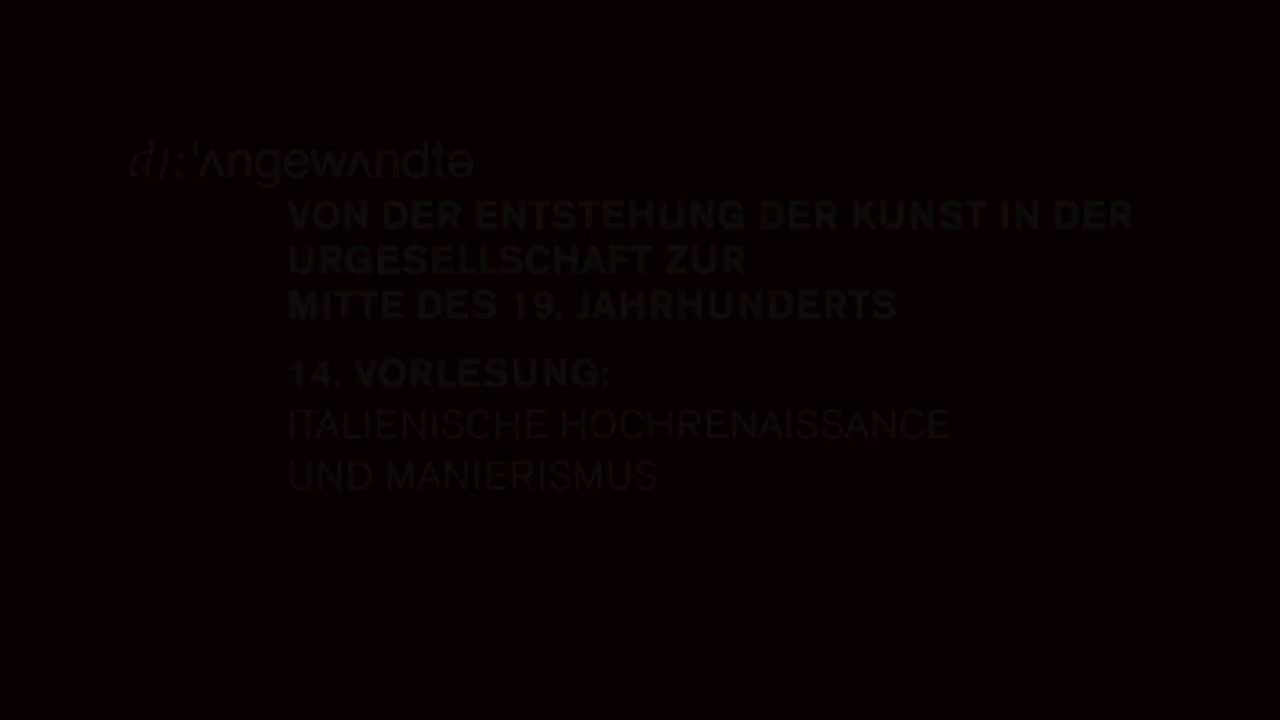 dı:'ʌngewʌndtə
VON DER ENTSTEHUNG DER KUNST IN DER
URGESELLSCHAFT ZUR
MITTE DES 19. JAHRHUNDERTS
14. VORLESUNG:
ITALIENISCHE HOCHRENAISSANCE
UND MANIERISMUS